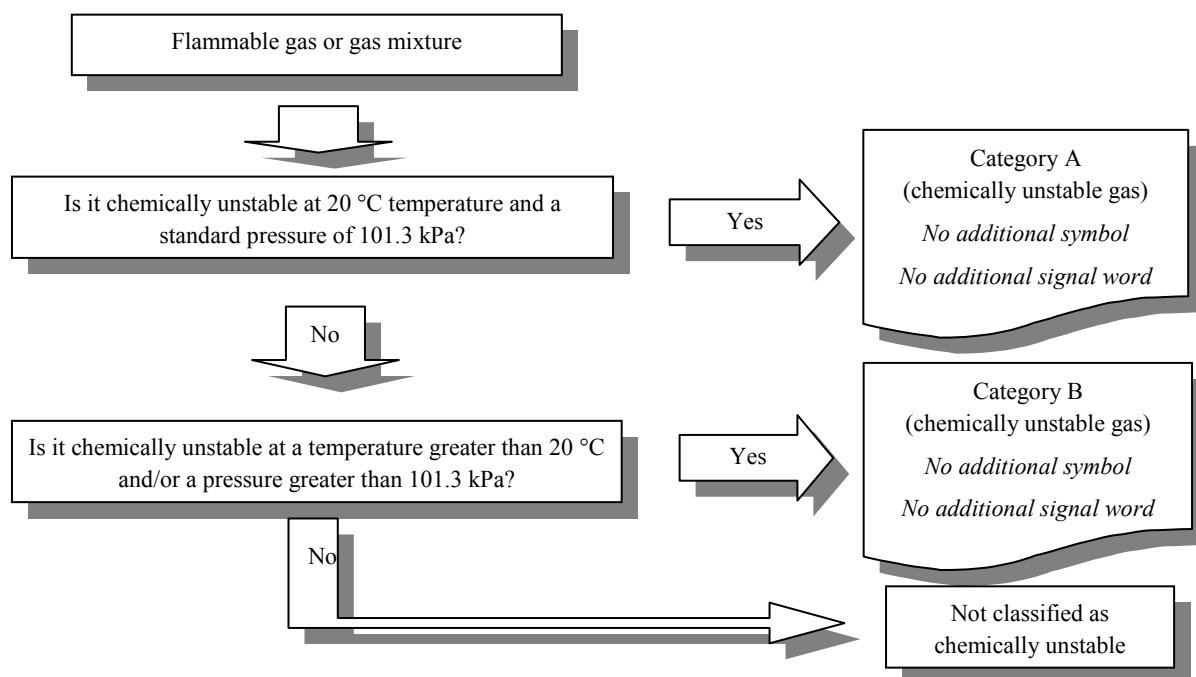 Flammable gas or gas mixture
Is it chemically unstable at 20 °C temperature and a
standard pressure of 101.3 kPa?
Yes
Category A
(chemically unstable gas)
No additional symbol
No additional signal word
No
Is it chemically unstable at a temperature greater than 20 °C
and/or a pressure greater than 101.3 kPa?
Yes
Category B
(chemically unstable gas)
No additional symbol
No additional signal word
No
Not classified as
chemically unstable